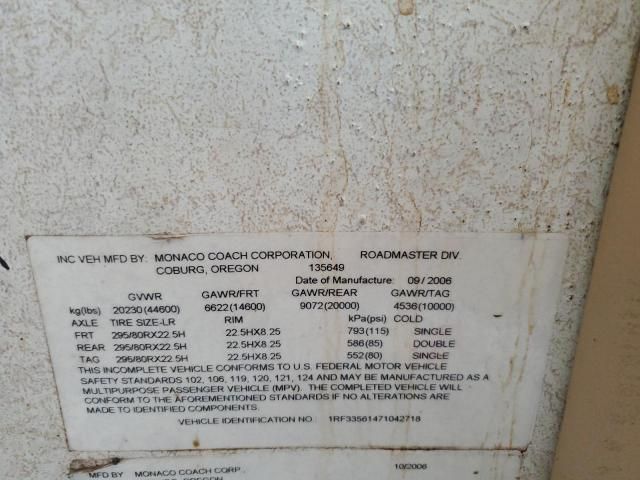 INC VEH MFD BY: MONACO COACH CORPORATION, ROADMASTER DIV.
COBURG, OREGON 135649
Date of Manufacture: 09 / 2006
GVWR GAWR/FRT GAWR/REAR GAWR/TAG
kg(lbs) 20230 (44600) 6622 (14600) 9072 (20000) 4536 (10000)
AXLE TIRE SIZE-LR RIM kPa(psi) COLD
FRT 295/80RX22.5H 22.5HX8.25 793 (115) SINGLE
REAR 295/80RX22.5H 22.5HX8.25 586 (85) DOUBLE
TAG 295/80RX22.5H 22.5HX8.25 552 (80) SINGLE
THIS INCOMPLETE VEHICLE CONFORMS TO U.S. FEDERAL MOTOR VEHICLE
SAFETY STANDARDS 102, 106, 119, 120, 121, 124 AND MAY BE MANUFACTURED AS A
MULTIPURPOSE PASSENGER VEHICLE (MPV). THE COMPLETED VEHICLE WILL
CONFORM TO THE AFOREMENTIONED STANDARDS IF NO ALTERATIONS ARE
MADE TO IDENTIFIED COMPONENTS.
VEHICLE IDENTIFICATION NO. 1RF33561471042718
MFD BY MONACO COACH CORP., 10/2006
OREGON